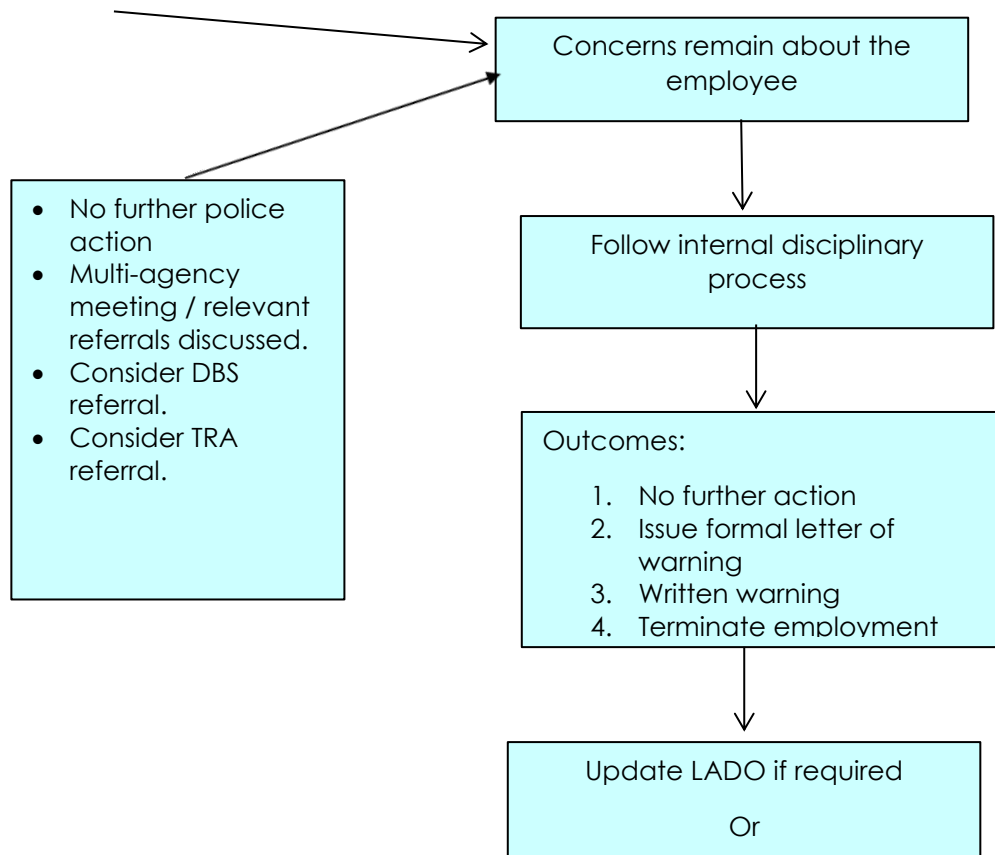 Concerns remain about the
employee
• No further police
action
• Multi-agency
meeting / relevant
referrals discussed.
• Consider DBS
referral.
• Consider TRA
referral.
Follow internal disciplinary
process
Outcomes:
1. No further action
2. Issue formal letter of
warning
3. Written warning
4. Terminate employment
Update LADO if required
Or